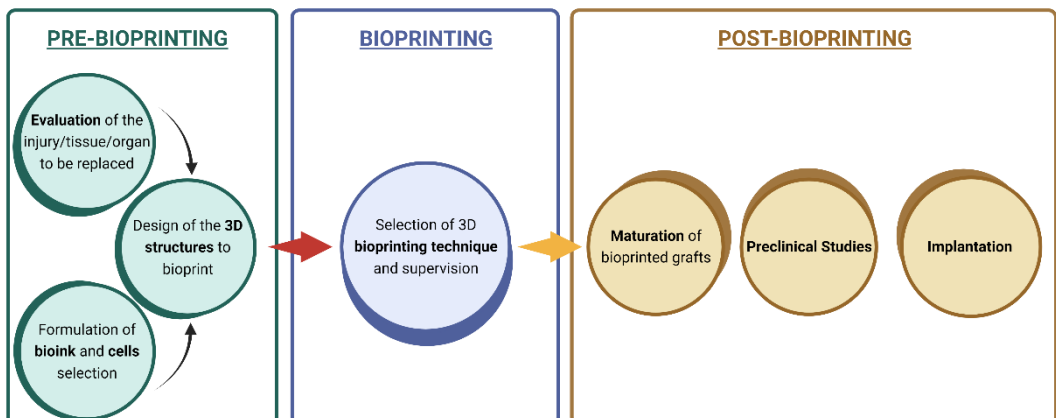 PRE-BIOPRINTING
Evaluation of the
injury/tissue/organ
to be replaced
Design of the 3D
structures to
bioprint
Formulation of
bioink and cells
selection
BIOPRINTING
Selection of 3D
bioprinting technique
and supervision
POST-BIOPRINTING
Maturation of
bioprinted grafts
Preclinical Studies
Implantation